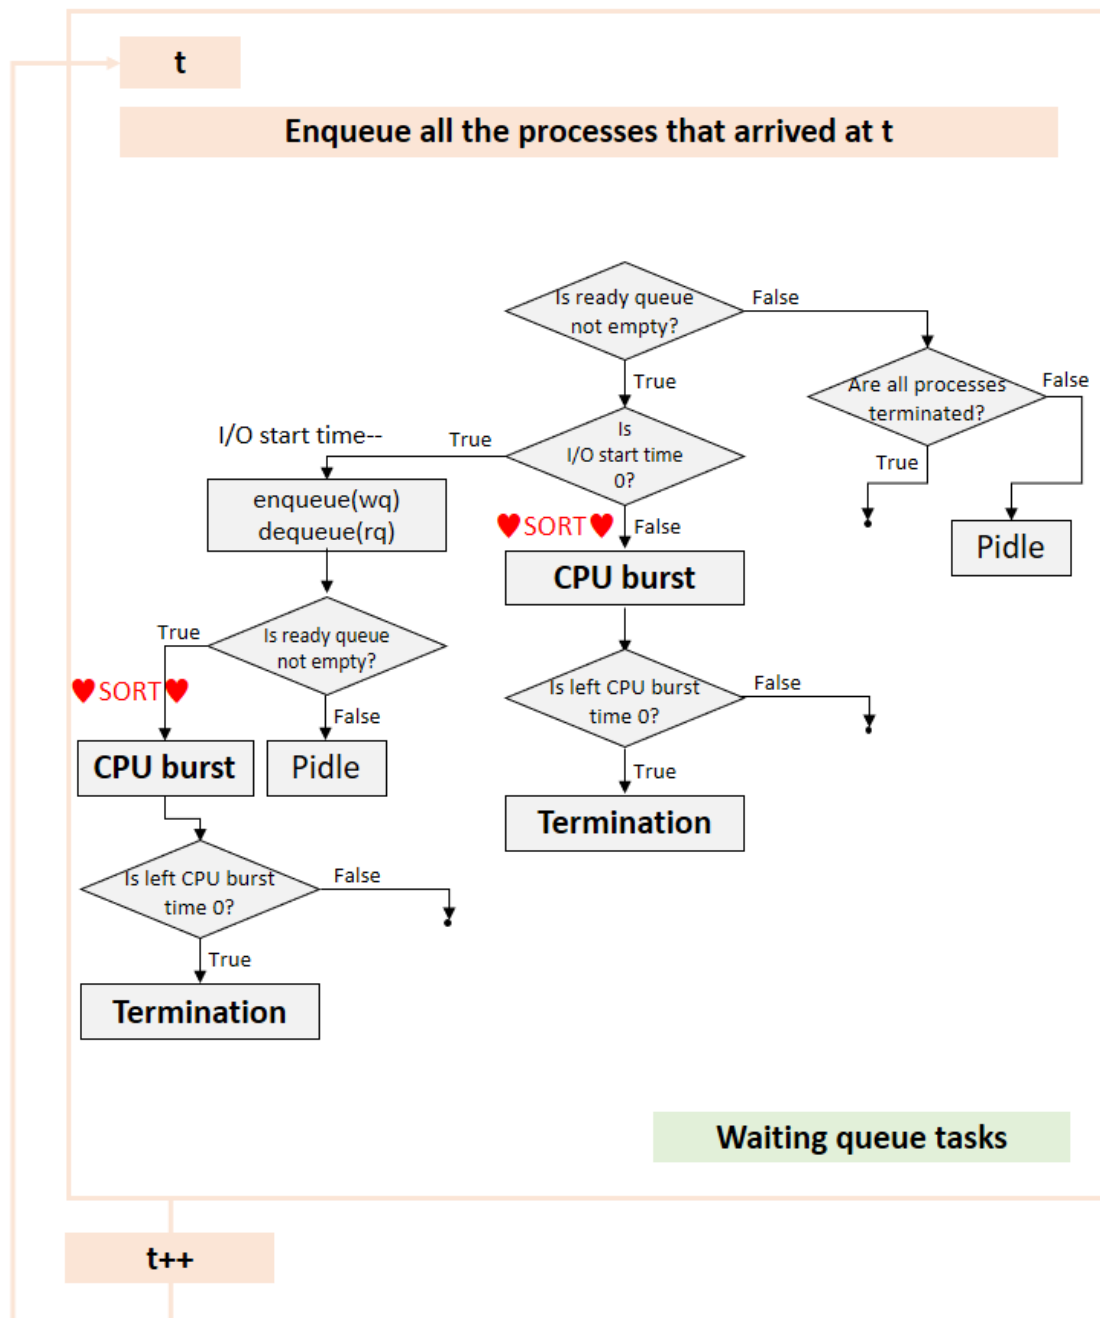 t
Enqueue all the processes that arrived at t
Is ready queue
not empty?
False
True
Are all processes
terminated?
False
True
Pidle
Is
I/O start time
0?
True
I/O start time--
enqueue(wq)
dequeue(rq)
♥SORT♥
False
CPU burst
Is ready queue
not empty?
True
♥SORT♥
False
CPU burst
Pidle
Is left CPU burst
time 0?
False
True
Termination
Is left CPU burst
time 0?
False
True
Termination
Waiting queue tasks
t++